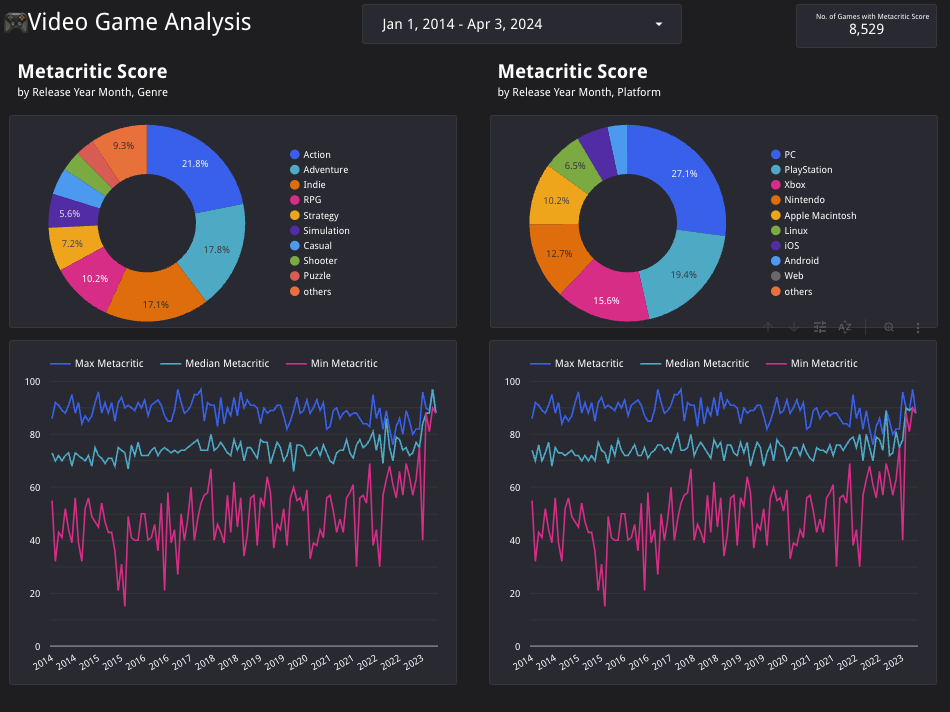 Video Game Analysis
Jan 1, 2014 - Apr 3, 2024
No. of Games with Metacritic Score
8,529
Metacritic Score
by Release Year Month, Genre
Metacritic Score
by Release Year Month, Platform
21.8%
17.8%
17.1%
10.2%
7.2%
5.6%
9.3%
Action
Adventure
Indie
RPG
Strategy
Simulation
Casual
Shooter
Puzzle
others
27.1%
19.4%
15.6%
12.7%
10.2%
6.5%
PC
PlayStation
Xbox
Nintendo
Apple Macintosh
Linux
iOS
Android
Web
others
AZ
Max Metacritic Median Metacritic Min Metacritic
100
80
60
40
20
0
2014 2014 2015 2015 2016 2016 2017 2018 2018 2019 2020 2021 2021 2022 2022 2023
Max Metacritic Median Metacritic Min Metacritic
100
80
60
40
20
0
2014 2014 2015 2015 2016 2016 2017 2018 2018 2019 2019 2020 2021 2021 2022 2022 2023